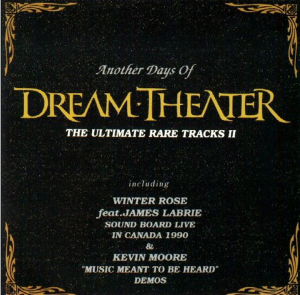 Another Days Of
DREAM·THEATER
THE ULTIMATE RARE TRACKS II
including
WINTER ROSE
feat.JAMES LABRIE
SOUND BOARD LIVE
IN CANADA 1990
&
KEVIN MOORE
"MUSIC MEANT TO BE HEARD"
DEMOS